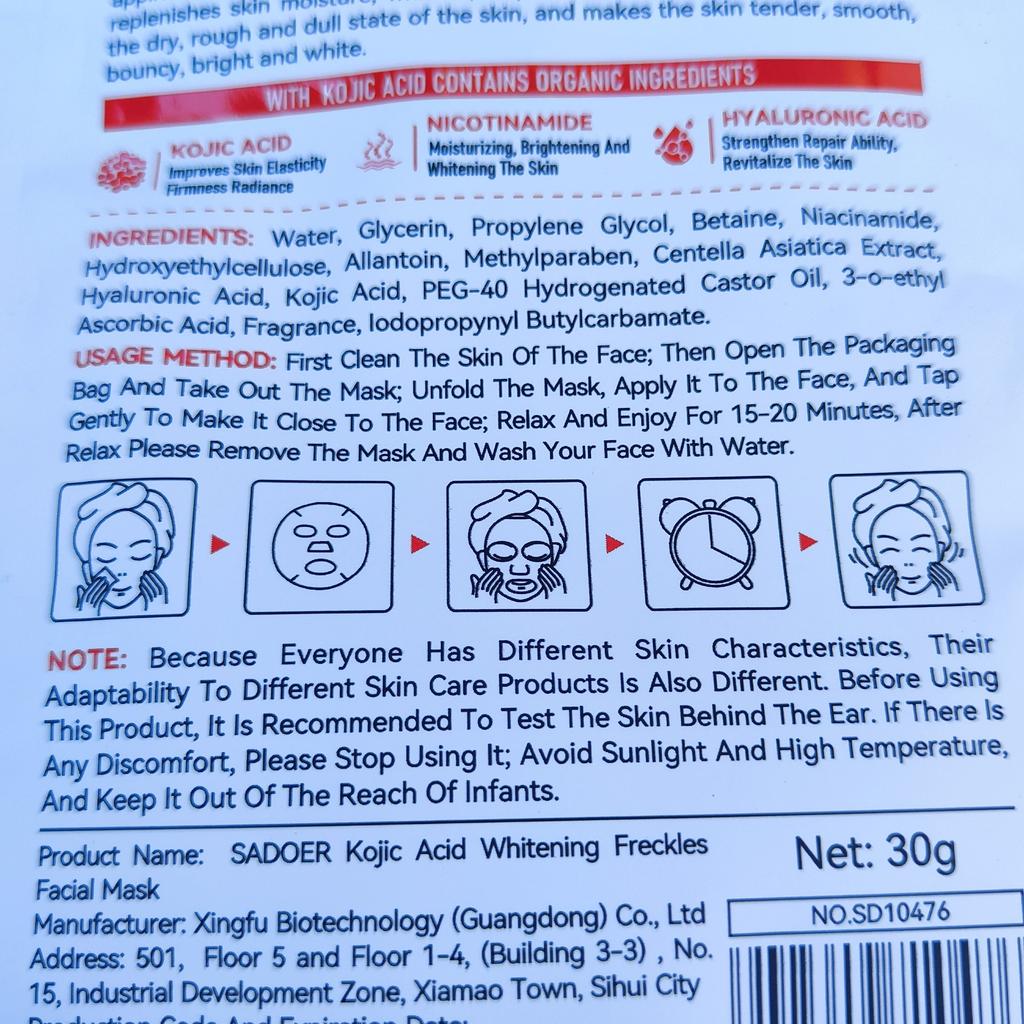 replenishes skin moisture,
the dry, rough and dull state of the skin, and makes the skin tender, smooth,
bouncy, bright and white.
WITH KOJIC ACID CONTAINS ORGANIC INGREDIENTS
KOJIC ACID
Improves Skin Elasticity
Firmness Radiance
NICOTINAMIDE
Moisturizing, Brightening And
Whitening The Skin
HYALURONIC ACID
Strengthen Repair Ability,
Revitalize The Skin
INGREDIENTS: Water, Glycerin, Propylene Glycol, Betaine, Niacinamide,
Hydroxyethylcellulose, Allantoin, Methylparaben, Centella Asiatica Extract,
Hyaluronic Acid, Kojic Acid, PEG-40 Hydrogenated Castor Oil, 3-o-ethyl
Ascorbic Acid, Fragrance, Iodopropynyl Butylcarbamate.
USAGE METHOD: First Clean The Skin Of The Face; Then Open The Packaging
Bag And Take Out The Mask; Unfold The Mask, Apply It To The Face, And Tap
Gently To Make It Close To The Face; Relax And Enjoy For 15-20 Minutes, After
Relax Please Remove The Mask And Wash Your Face With Water.
NOTE: Because Everyone Has Different Skin Characteristics, Their
Adaptability To Different Skin Care Products Is Also Different. Before Using
This Product, It Is Recommended To Test The Skin Behind The Ear. If There Is
Any Discomfort, Please Stop Using It; Avoid Sunlight And High Temperature,
And Keep It Out Of The Reach Of Infants.
Product Name: SADOER Kojic Acid Whitening Freckles
Facial Mask
Manufacturer: Xingfu Biotechnology (Guangdong) Co., Ltd
Address: 501, Floor 5 and Floor 1-4, (Building 3-3) , No.
15, Industrial Development Zone, Xiamao Town, Sihui City
Production Code And Expiration Date:
Net: 30g
NO.SD10476